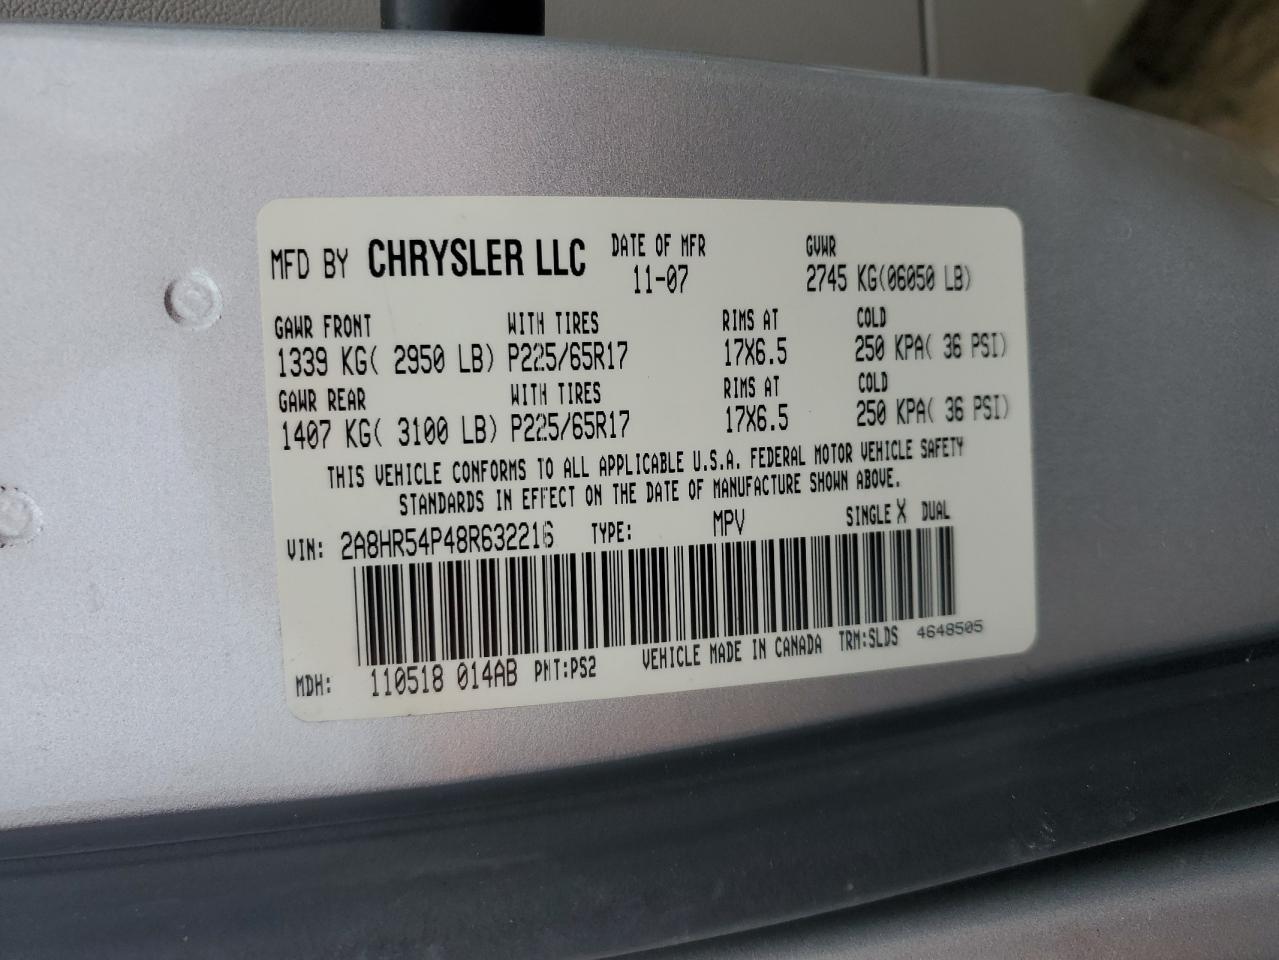 MFD BY CHRYSLER LLC DATE OF MFR 11-07 GVWR 2745 KG(06050 LB)
GAWR FRONT WITH TIRES RIMS AT COLD
1339 KG( 2950 LB) P225/65R17 17X6.5 250 KPA( 36 PSI)
GAWR REAR WITH TIRES RIMS AT COLD
1407 KG( 3100 LB) P225/65R17 17X6.5 250 KPA( 36 PSI)
THIS VEHICLE CONFORMS TO ALL APPLICABLE U.S.A. FEDERAL MOTOR VEHICLE SAFETY
STANDARDS IN EFFECT ON THE DATE OF MANUFACTURE SHOWN ABOVE.
VIN: 2A8HR54P48R632216 TYPE: MPV SINGLE X DUAL
MDH: 110518 014AB PNT:PS2 VEHICLE MADE IN CANADA TRM:SLDS 4648505